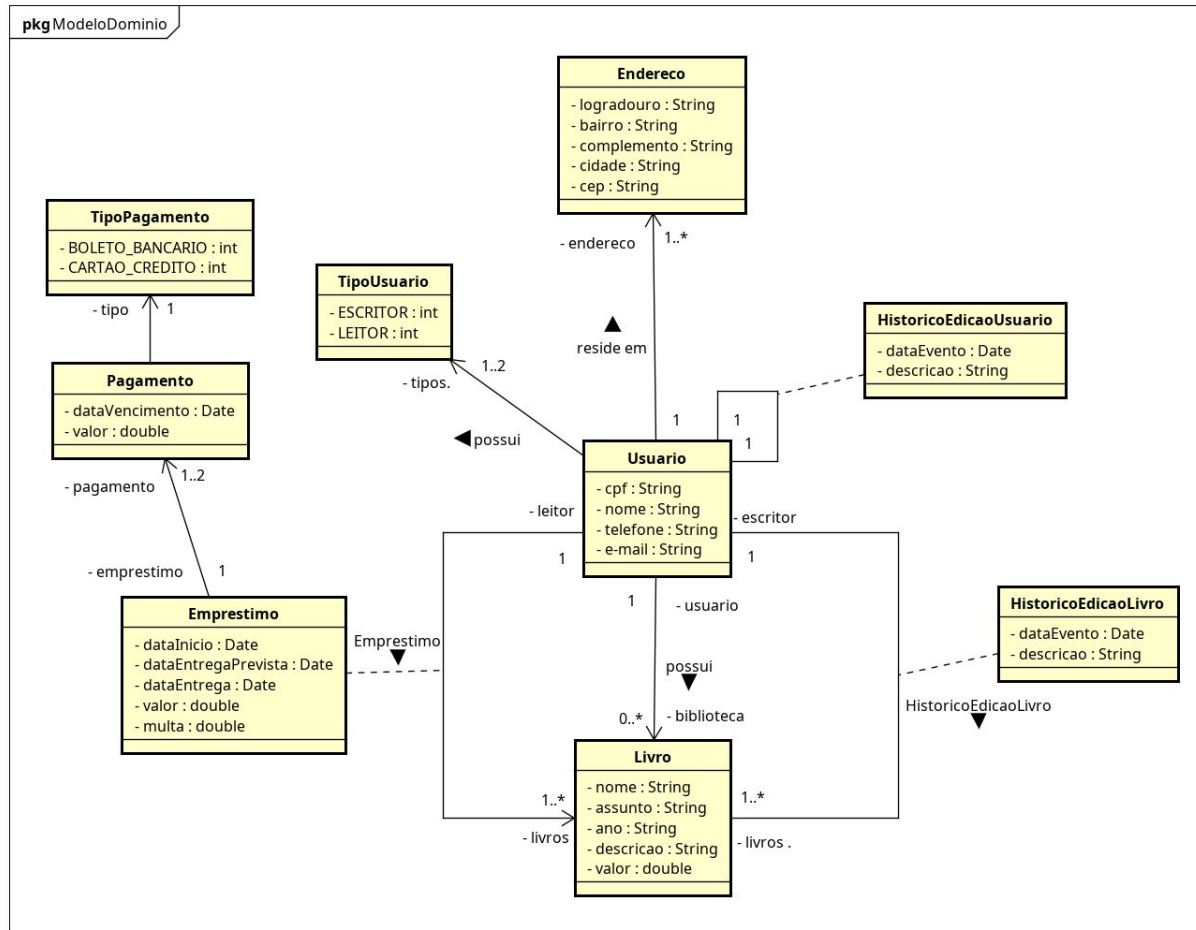 pkg ModeloDominio
Endereco
- logradouro : String
- bairro : String
- complemento : String
- cidade : String
- cep : String
- endereco
1..*
reside em
1
TipoPagamento
- BOLETO_BANCARIO : int
- CARTAO_CREDITO : int
- tipo
1
TipoUsuario
- ESCRITOR : int
- LEITOR : int
1..2
- tipos.
possui
HistoricoEdicaoUsuario
- dataEvento : Date
- descricao : String
1
1
Pagamento
- dataVencimento : Date
- valor : double
1..2
- pagamento
- emprestimo
1
Usuario
- cpf : String
- nome : String
- telefone : String
- e-mail : String
- leitor
1
- escritor
1
1
- usuario
Emprestimo
- dataInicio : Date
- dataEntregaPrevista : Date
- dataEntrega : Date
- valor : double
- multa : double
Emprestimo
possui
0..*
- biblioteca
HistoricoEdicaoLivro
- dataEvento : Date
- descricao : String
HistoricoEdicaoLivro
Livro
- nome : String
- assunto : String
- ano : String
- descricao : String
- valor : double
1..*
- livros
1..*
- livros .